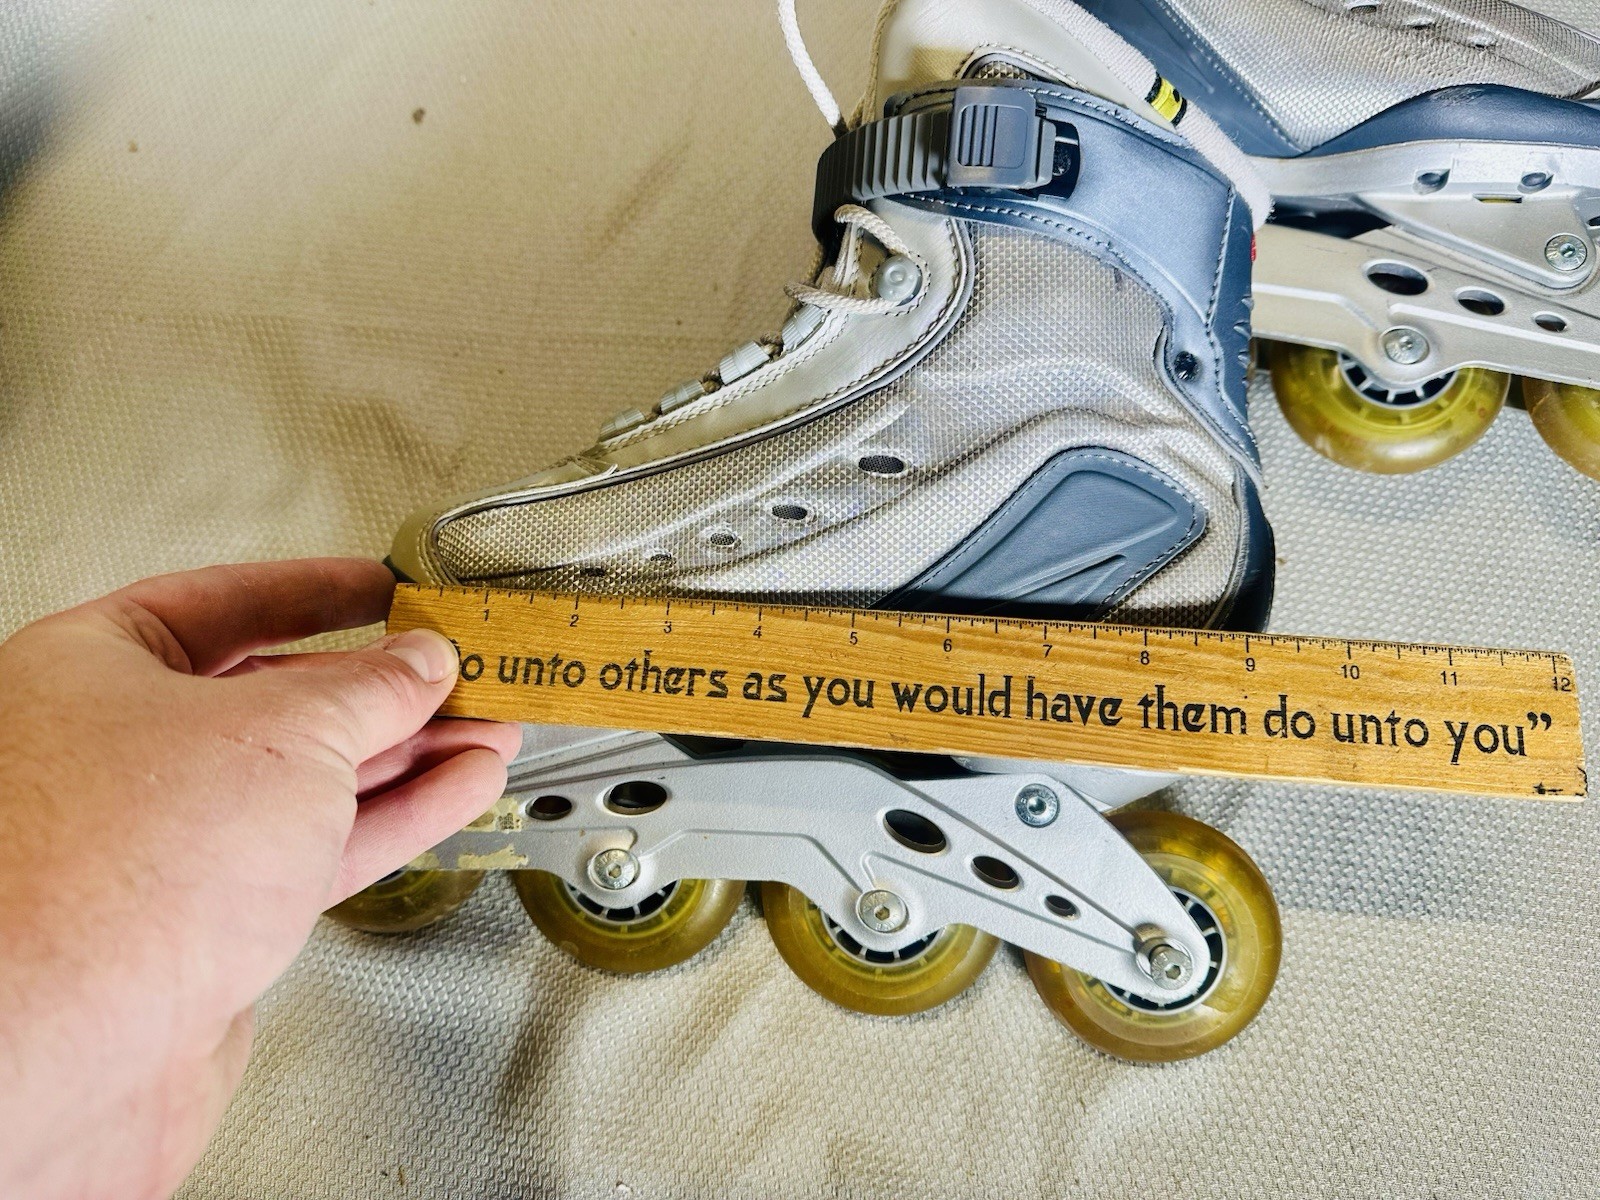 1 2 3 4 5 6 7 8 9 10 11 12
o unto others as you would have them do unto you”